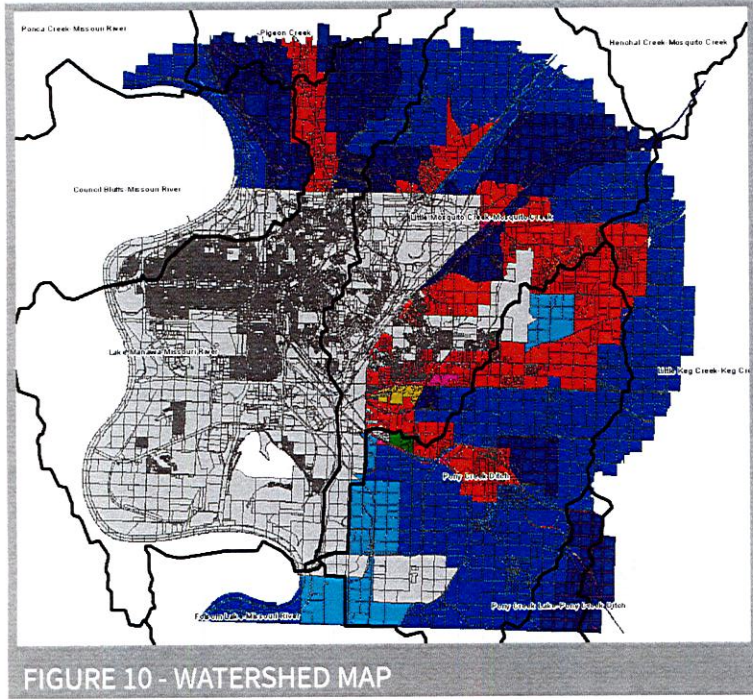 Ponca Creek-Missouri River
Pigeon Creek
Henchal Creek-Mosquito Creek
Council Bluffs-Missouri River
Little Mosquito Creek-Mosquito Creek
Lake Manawa-Missouri River
Little Keg Creek-Keg Cre
Pony Creek Ditch
Pony Creek Lake-Pony Creek Ditch
Folsom Lake-Missouri River
FIGURE 10 - WATERSHED MAP